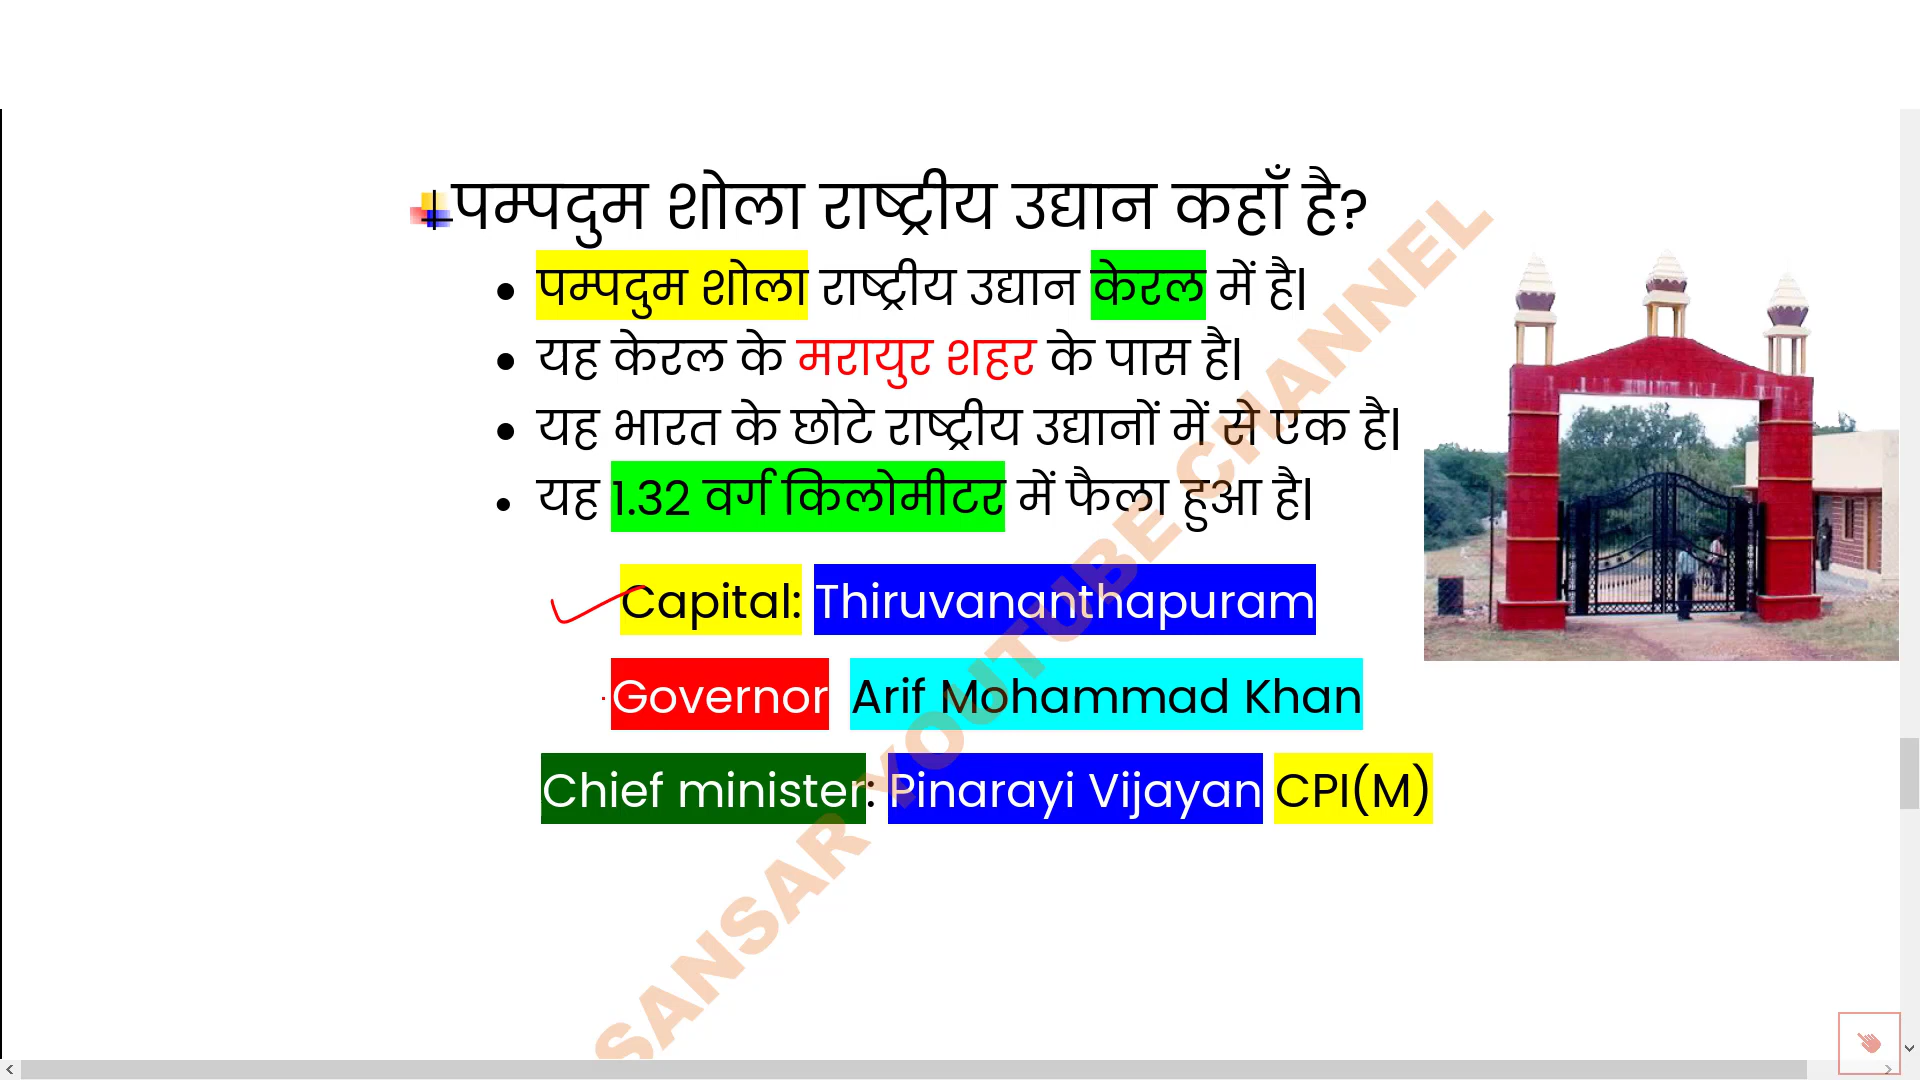 पम्पदुम शोला राष्ट्रीय उद्यान कहाँ है?
• पम्पदुम शोला राष्ट्रीय उद्यान केरल में है|
• यह केरल के मरायुर शहर के पास है|
• यह भारत के छोटे राष्ट्रीय उद्यानों में से एक है|
• यह 1.32 वर्ग किलोमीटर में फैला हुआ है|
Capital: Thiruvananthapuram
Governor Arif Mohammad Khan
Chief minister: Pinarayi Vijayan CPI(M)
SANSAR YOUTUBE CHANNEL